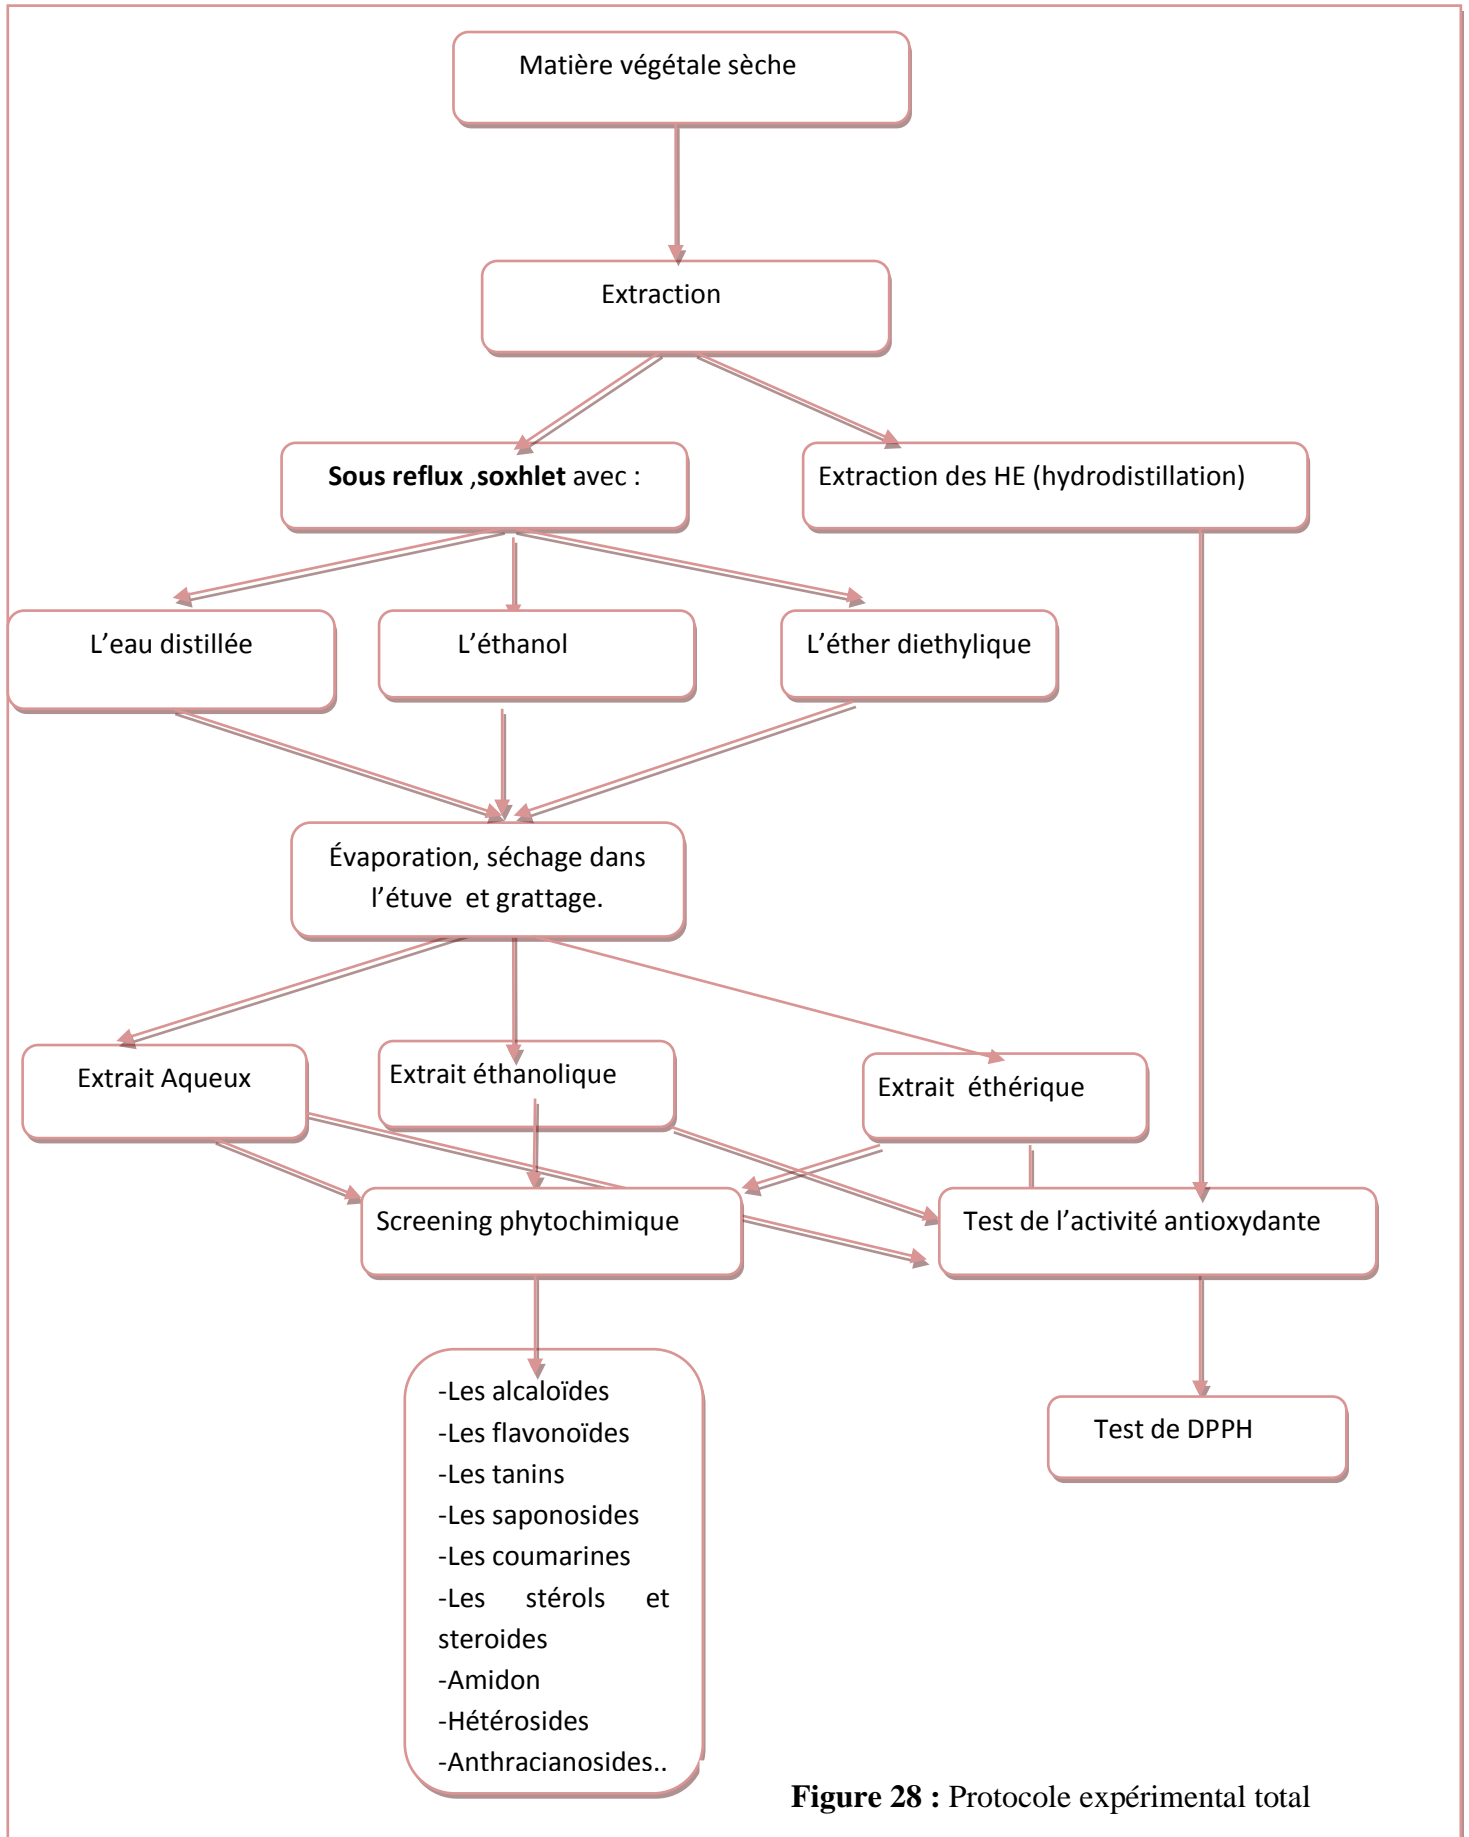 Matière végétale sèche
Extraction
Sous reflux ,soxhlet avec :
Extraction des HE (hydrodistillation)
L’eau distillée
L’éthanol
L’éther diethylique
Évaporation, séchage dans
l’étuve et grattage.
Extrait Aqueux
Extrait éthanolique
Extrait éthérique
Screening phytochimique
Test de l’activité antioxydante
-Les alcaloïdes
-Les flavonoïdes
-Les tanins
-Les saponosides
-Les coumarines
-Les stérols et
steroides
-Amidon
-Hétérosides
-Anthracianosides..
Test de DPPH
Figure 28 : Protocole expérimental total